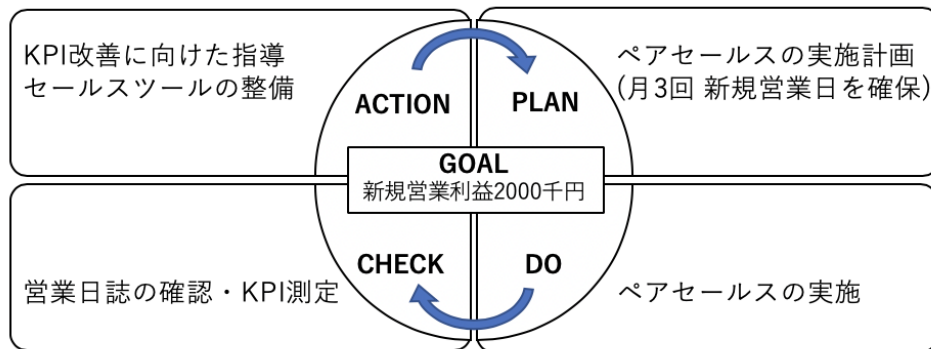 KPI改善に向けた指導
セールスツールの整備
ACTION
PLAN
ペアセールスの実施計画
(月3回 新規営業日を確保)
GOAL
新規営業利益2000千円
営業日誌の確認・KPI測定
CHECK
DO
ペアセールスの実施